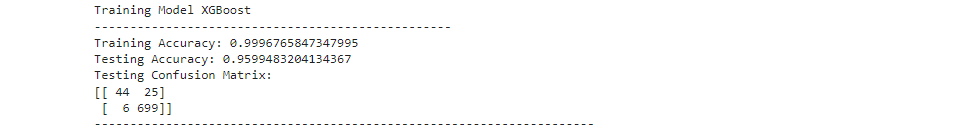 Training Model XGBoost
--------------------------------------------------
Training Accuracy: 0.9996765847347995
Testing Accuracy: 0.9599483204134367
Testing Confusion Matrix:
[[ 44  25]
 [  6 699]]
----------------------------------------------------------------------